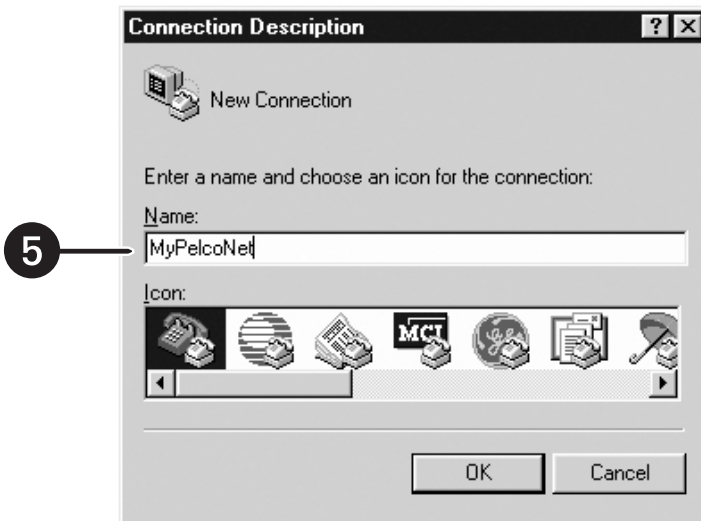 Connection Description
New Connection
Enter a name and choose an icon for the connection:
Name:
5
MyPelcoNet
Icon:
MCI
OK
Cancel